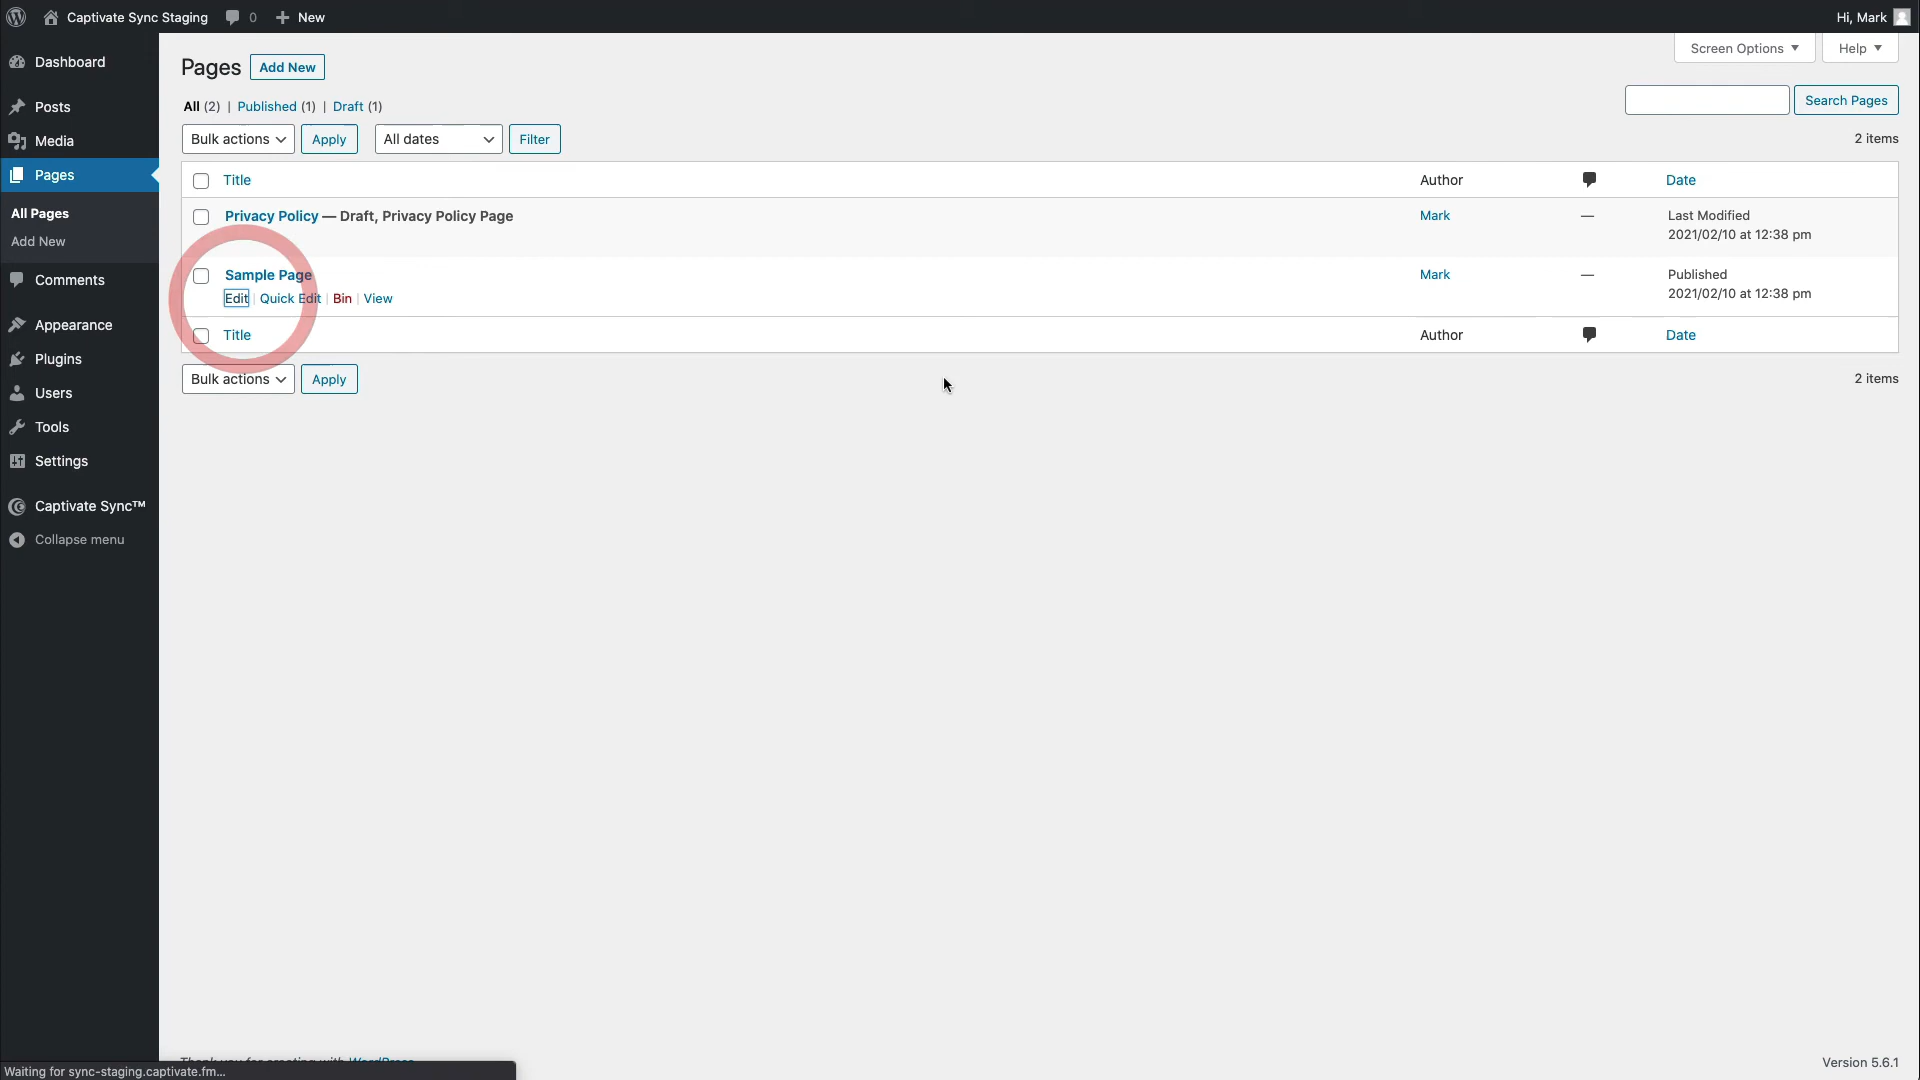 Captivate Sync Staging 0 New Hi, Mark
Dashboard
Posts
Media
Pages
All Pages
Add New
Comments
Appearance
Plugins
Users
Tools
Settings
Captivate Sync™
Collapse menu
Screen Options Help
Pages Add New
All (2) | Published (1) | Draft (1)
Search Pages
Bulk actions Apply All dates Filter 2 items
Title Author Date
Privacy Policy — Draft, Privacy Policy Page Mark — Last Modified
2021/02/10 at 12:38 pm
Sample Page Mark — Published
Edit | Quick Edit | Bin | View 2021/02/10 at 12:38 pm
Title Author Date
Bulk actions Apply 2 items
Thank you for creating with WordPress Version 5.6.1
Waiting for sync-staging.captivate.fm...